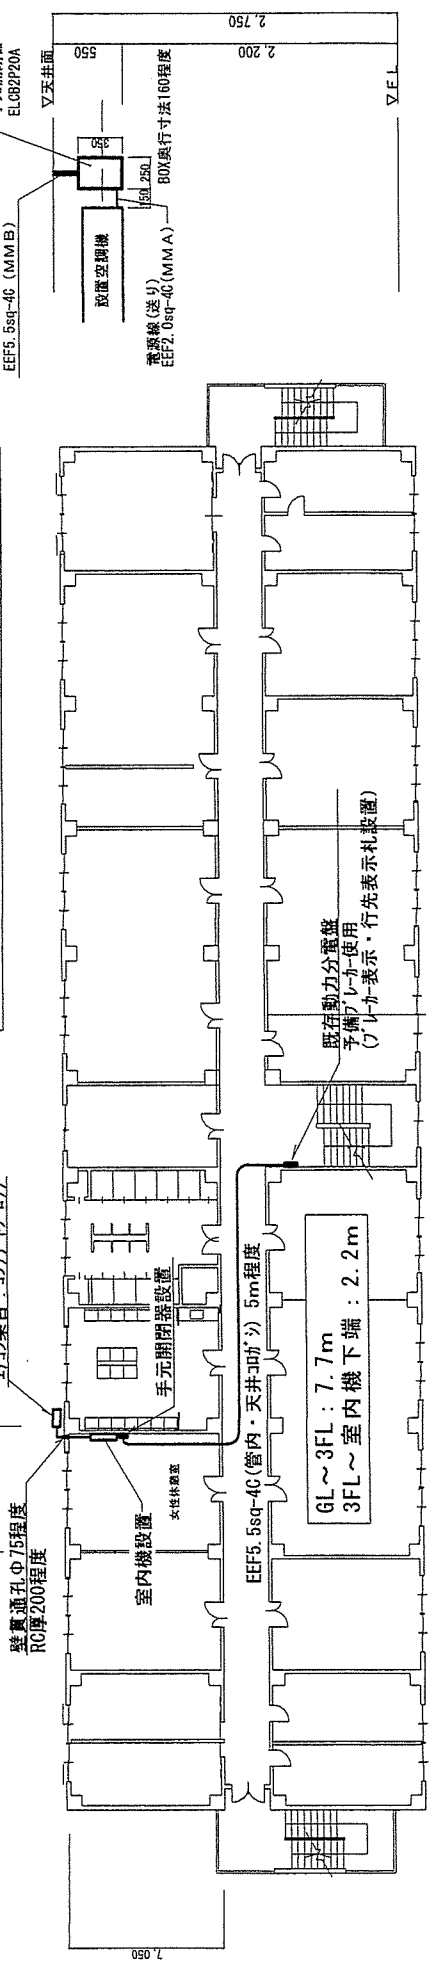 ELCB2P20A
EEF5.5sq-4C (MMB)
▽天井面
550
2,200
2,750
▽FL
設置空調機
250
150
250
BOX奥行寸法160程度
電源線(送り)
EEF2.0sq-4C(MMA)
壁貫通孔Φ75程度
RC厚200程度
室内機設置
手元開閉器設置
女性休憩室
EEF5.5sq-4C(管内・天井コロガシ) 5m程度
既存動力分電盤
予備ブレーカー使用
(ブレーカー表示・行先表示札設置)
GL～3FL:7.7m
3FL～室内機下端:2.2m
7,050